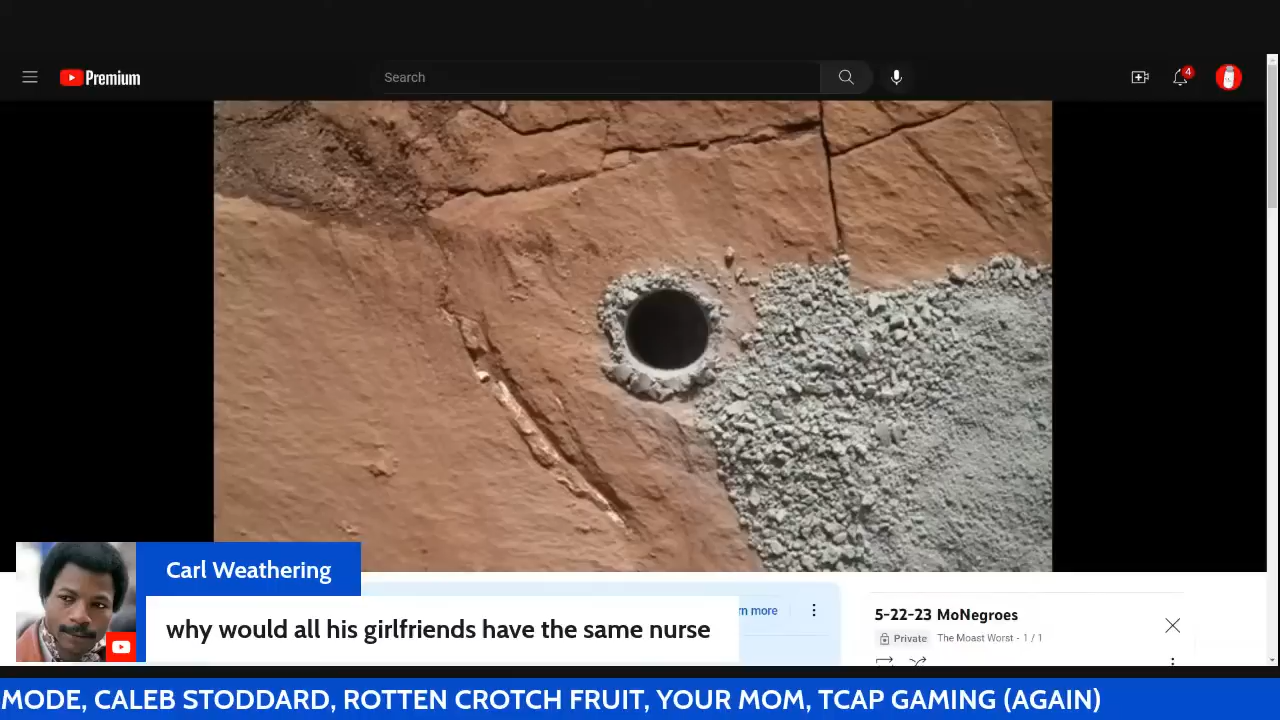 Premium
Search
4
Carl Weathering
why would all his girlfriends have the same nurse
rn more
5-22-23 MoNegroes
Private The Moast Worst - 1 / 1
MODE, CALEB STODDARD, ROTTEN CROTCH FRUIT, YOUR MOM, TCAP GAMING (AGAIN)